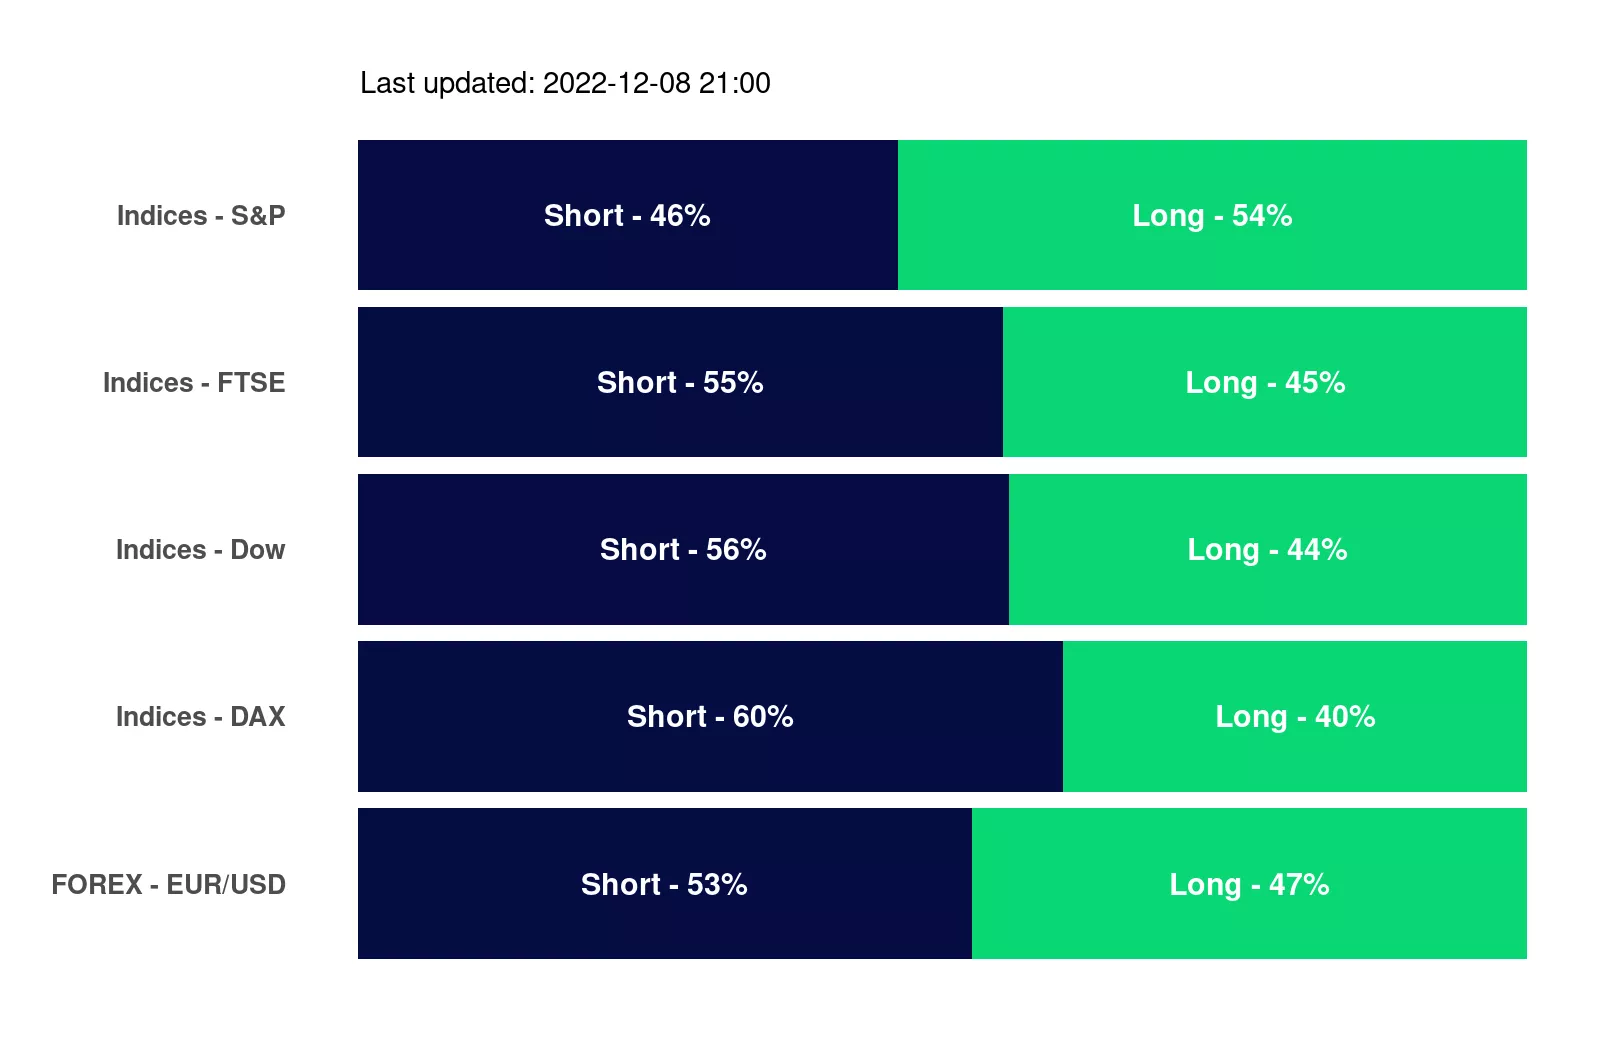 Last updated: 2022-12-08 21:00
Indices - S&P Short - 46% Long - 54%
Indices - FTSE Short - 55% Long - 45%
Indices - Dow Short - 56% Long - 44%
Indices - DAX Short - 60% Long - 40%
FOREX - EUR/USD Short - 53% Long - 47%